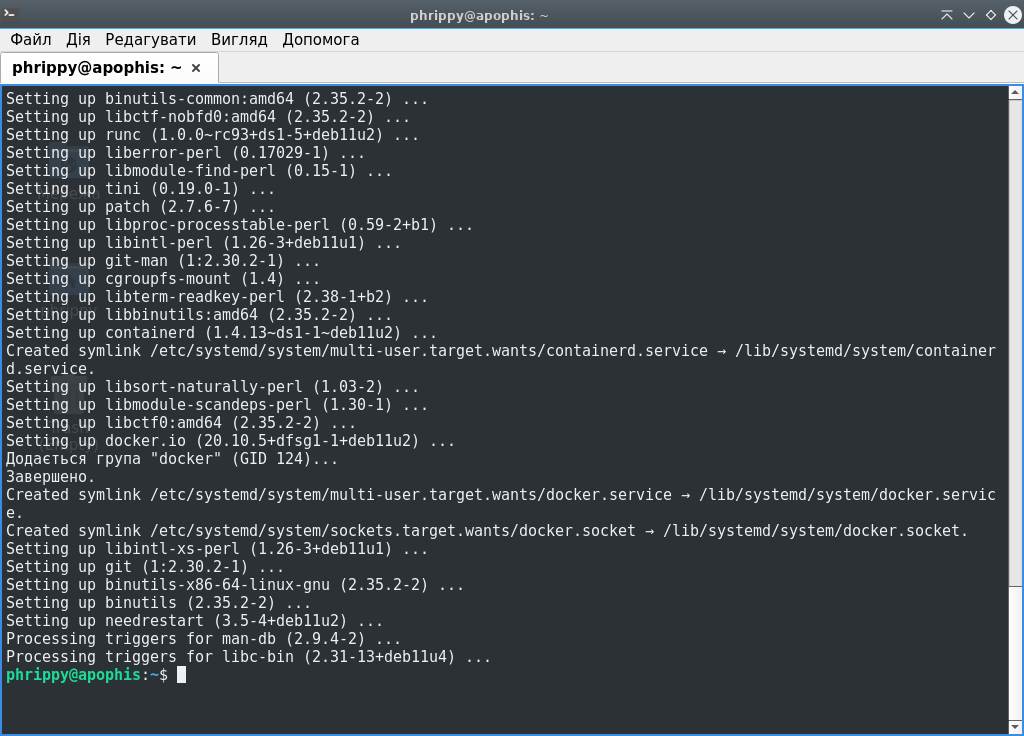 phrippy@apophis: ~
Файл Дія Редагувати Вигляд Допомога
phrippy@apophis: ~ ×
Setting up binutils-common:amd64 (2.35.2-2) ...
Setting up libctf-nobfd0:amd64 (2.35.2-2) ...
Setting up runc (1.0.0~rc93+ds1-5+deb11u2) ...
Setting up liberror-perl (0.17029-1) ...
Setting up libmodule-find-perl (0.15-1) ...
Setting up tini (0.19.0-1) ...
Setting up patch (2.7.6-7) ...
Setting up libproc-processtable-perl (0.59-2+b1) ...
Setting up libintl-perl (1.26-3+deb11u1) ...
Setting up git-man (1:2.30.2-1) ...
Setting up cgroupfs-mount (1.4) ...
Setting up libterm-readkey-perl (2.38-1+b2) ...
Setting up libbinutils:amd64 (2.35.2-2) ...
Setting up containerd (1.4.13~ds1-1~deb11u2) ...
Created symlink /etc/systemd/system/multi-user.target.wants/containerd.service → /lib/systemd/system/container
d.service.
Setting up libsort-naturally-perl (1.03-2) ...
Setting up libmodule-scandeps-perl (1.30-1) ...
Setting up libctf0:amd64 (2.35.2-2) ...
Setting up docker.io (20.10.5+dfsg1-1+deb11u2) ...
Додається група "docker" (GID 124)...
Завершено.
Created symlink /etc/systemd/system/multi-user.target.wants/docker.service → /lib/systemd/system/docker.servic
e.
Created symlink /etc/systemd/system/sockets.target.wants/docker.socket → /lib/systemd/system/docker.socket.
Setting up libintl-xs-perl (1.26-3+deb11u1) ...
Setting up git (1:2.30.2-1) ...
Setting up binutils-x86-64-linux-gnu (2.35.2-2) ...
Setting up binutils (2.35.2-2) ...
Setting up needrestart (3.5-4+deb11u2) ...
Processing triggers for man-db (2.9.4-2) ...
Processing triggers for libc-bin (2.31-13+deb11u4) ...
phrippy@apophis:~$